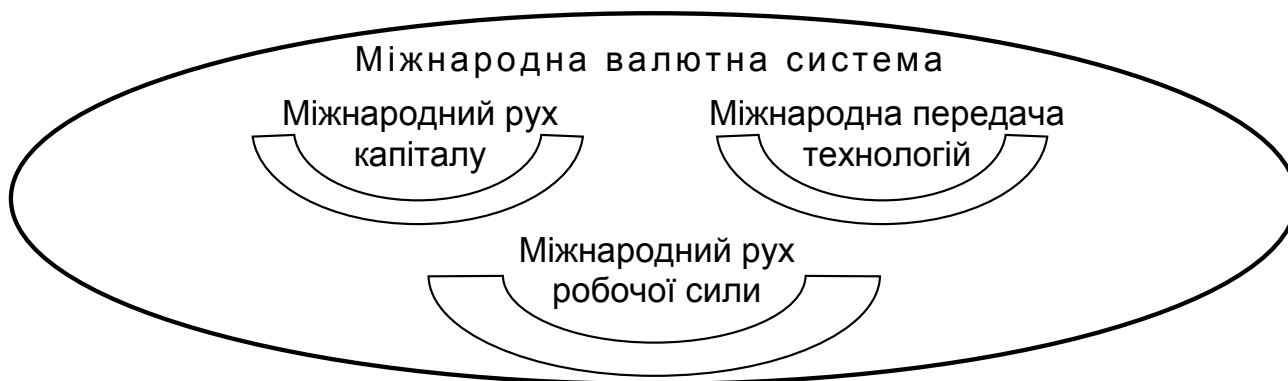 Міжнародна валютна система
Міжнародний рух
капіталу
Міжнародна передача
технологій
Міжнародний рух
робочої сили